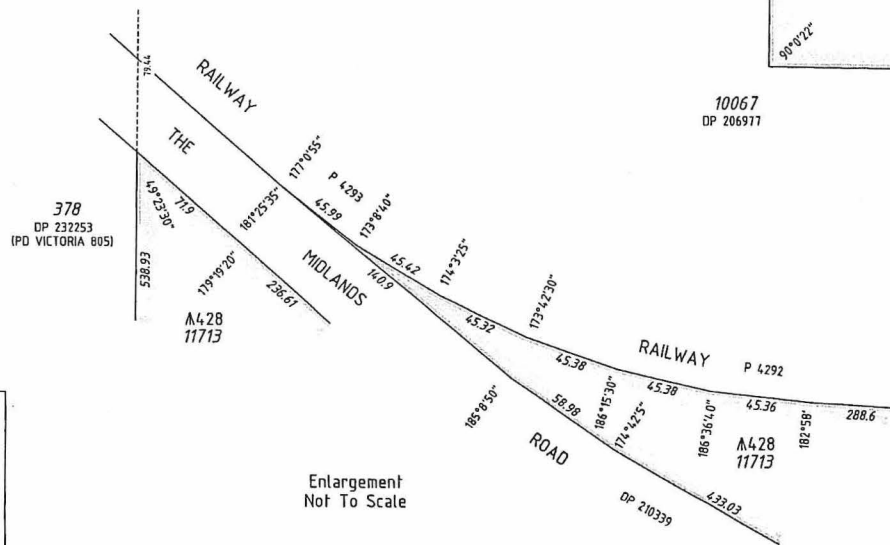 90°0'22"
10067
DP 206977
79.44
RAILWAY
THE
MIDLANDS
ROAD
177°0'55"
P 4293
45.99
173°8'40"
181°25'35"
140.9
378
DP 232253
(PD VICTORIA 805)
49°23'30"
71.9
538.93
179°19'20"
236.61
428
11713
45.42
174°3'25"
45.32
173°42'30"
45.38
RAILWAY
P 4292
45.38
45.36
288.6
186°15'30"
174°42'5"
186°36'40"
182°58'
428
11713
185°8'50"
58.98
DP 210339
433.03
Enlargement
Not To Scale